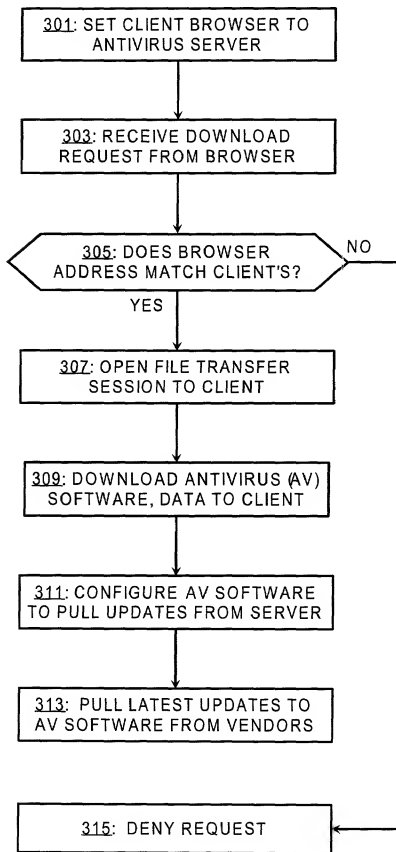 301: SET CLIENT BROWSER TO
ANTIVIRUS SERVER
303: RECEIVE DOWNLOAD
REQUEST FROM BROWSER
305: DOES BROWSER
ADDRESS MATCH CLIENT'S?
NO
YES
307: OPEN FILE TRANSFER
SESSION TO CLIENT
309: DOWNLOAD ANTIVIRUS (AV)
SOFTWARE, DATA TO CLIENT
311: CONFIGURE AV SOFTWARE
TO PULL UPDATES FROM SERVER
313: PULL LATEST UPDATES TO
AV SOFTWARE FROM VENDORS
315: DENY REQUEST